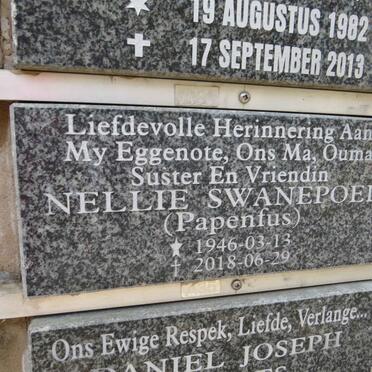 19 AUGUSTUS 1982
17 SEPTEMBER 2013
Liefdevolle Herinnering Aan
My Eggenote, Ons Ma, Ouma
Suster En Vriendin
NELLIE SWANEPOEL
(Papenfus)
1946-03-13
2018-06-29
Ons Ewige Respek, Liefde, Verlange...
DANIEL JOSEPH